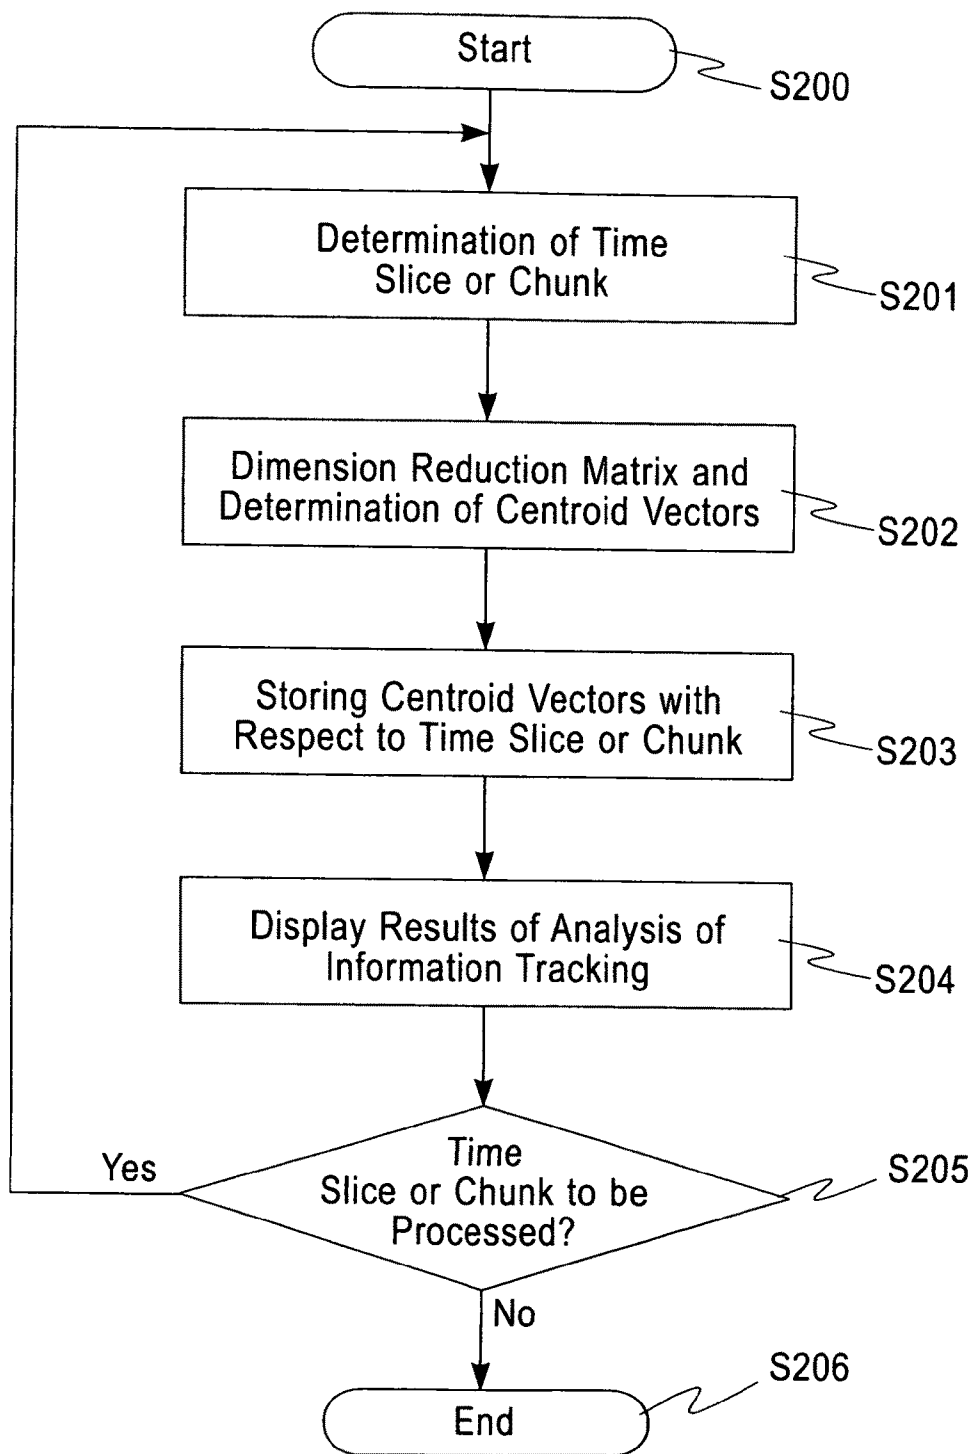 Start
S200
Determination of Time
Slice or Chunk
S201
Dimension Reduction Matrix and
Determination of Centroid Vectors
S202
Storing Centroid Vectors with
Respect to Time Slice or Chunk
S203
Display Results of Analysis of
Information Tracking
S204
Time
Slice or Chunk to be
Processed?
S205
Yes
No
S206
End